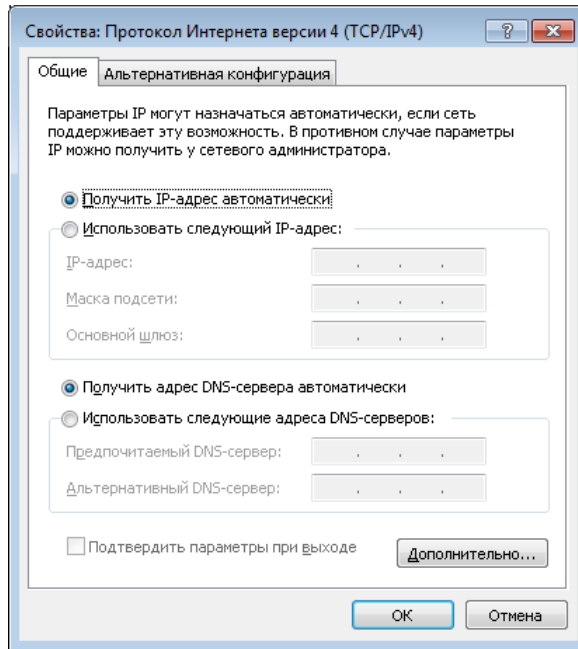 Свойства: Протокол Интернета версии 4 (TCP/IPv4)
Общие
Альтернативная конфигурация
Параметры IP могут назначаться автоматически, если сеть
поддерживает эту возможность. В противном случае параметры
IP можно получить у сетевого администратора.
Получить IP-адрес автоматически
Использовать следующий IP-адрес:
IP-адрес:
Маска подсети:
Основной шлюз:
Получить адрес DNS-сервера автоматически
Использовать следующие адреса DNS-серверов:
Предпочитаемый DNS-сервер:
Альтернативный DNS-сервер:
Подтвердить параметры при выходе
Дополнительно...
ОК
Отмена